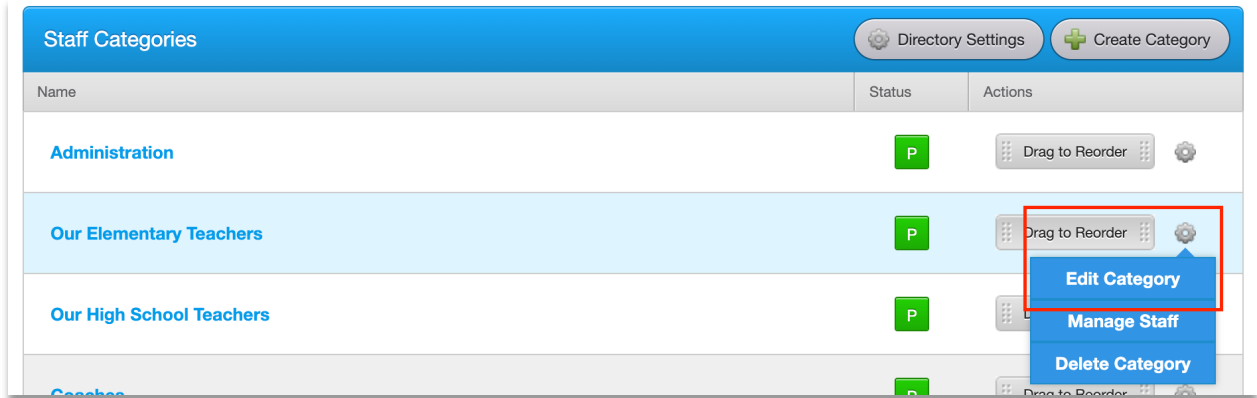 Staff Categories Directory Settings Create Category
Name Status Actions
Administration P Drag to Reorder
Our Elementary Teachers P Drag to Reorder
Edit Category
Our High School Teachers P
Manage Staff
Delete Category
Coaches P Drag to Reorder